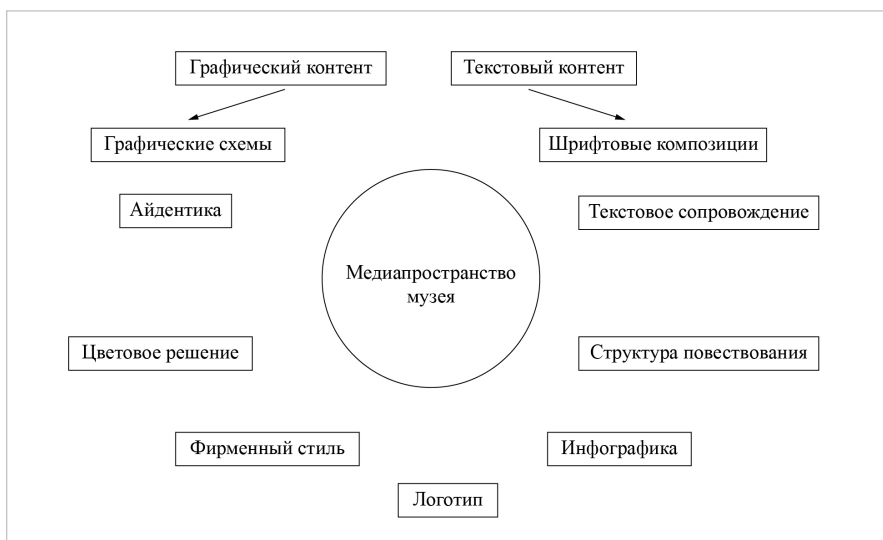 Графический контент
Текстовый контент
Графические схемы
Шрифтовые композиции
Айдентика
Текстовое сопровождение
Медиапространство
музея
Цветовое решение
Структура повествования
Фирменный стиль
Инфографика
Логотип